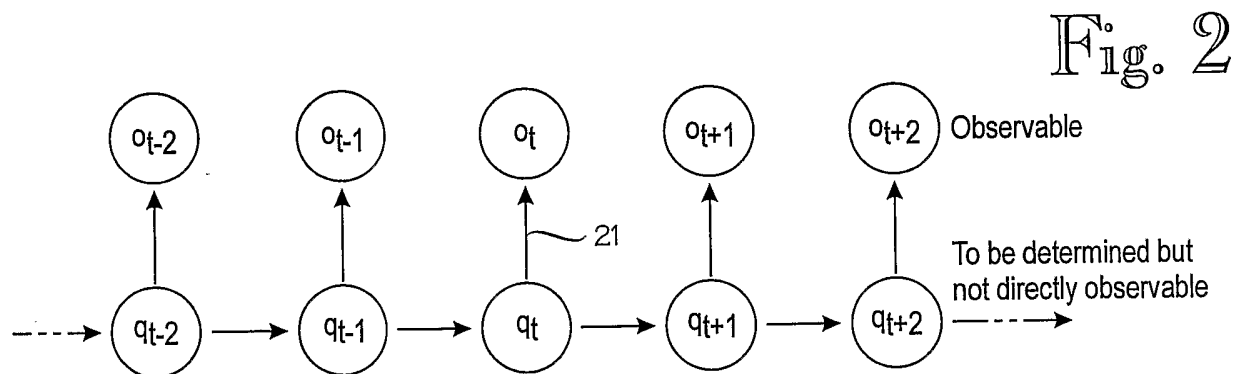 Fig. 2
ot-2 ot-1 ot ot+1 ot+2 Observable
21
To be determined but
not directly observable
qt-2 qt-1 qt qt+1 qt+2